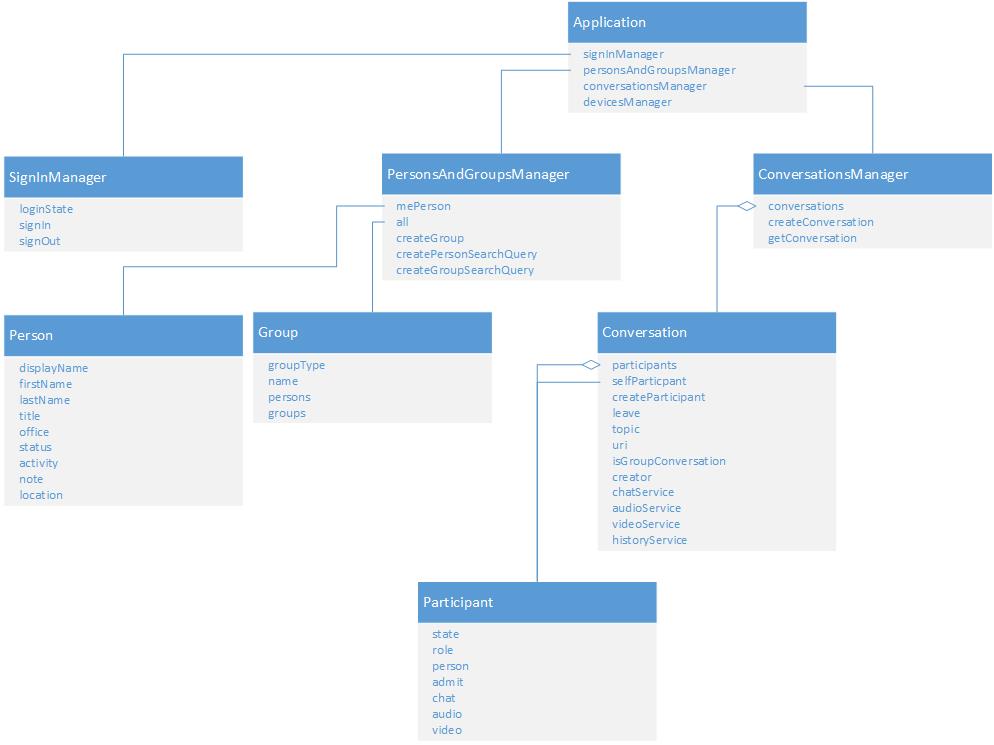 Application
signInManager
personsAndGroupsManager
conversationsManager
devicesManager
SignInManager
loginState
signIn
signOut
PersonsAndGroupsManager
mePerson
all
createGroup
createPersonSearchQuery
createGroupSearchQuery
ConversationsManager
conversations
createConversation
getConversation
Person
displayName
firstName
lastName
title
office
status
activity
note
location
Group
groupType
name
persons
groups
Conversation
participants
selfParticpant
createParticipant
leave
topic
uri
isGroupConversation
creator
chatService
audioService
videoService
historyService
Participant
state
role
person
admit
chat
audio
video